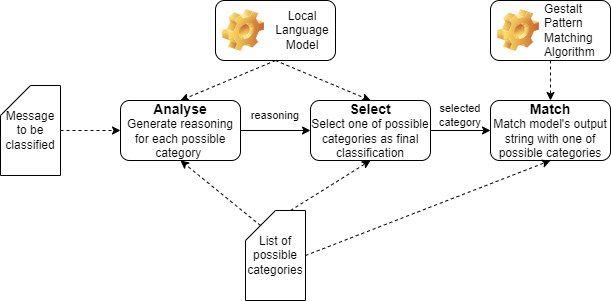 Local
Language
Model
Gestalt
Pattern
Matching
Algorithm
Message
to be
classified
Analyse
Generate reasoning
for each possible
category
reasoning
Select
Select one of possible
categories as final
classification
selected
category
Match
Match model's output
string with one of
possible categories
List of
possible
categories